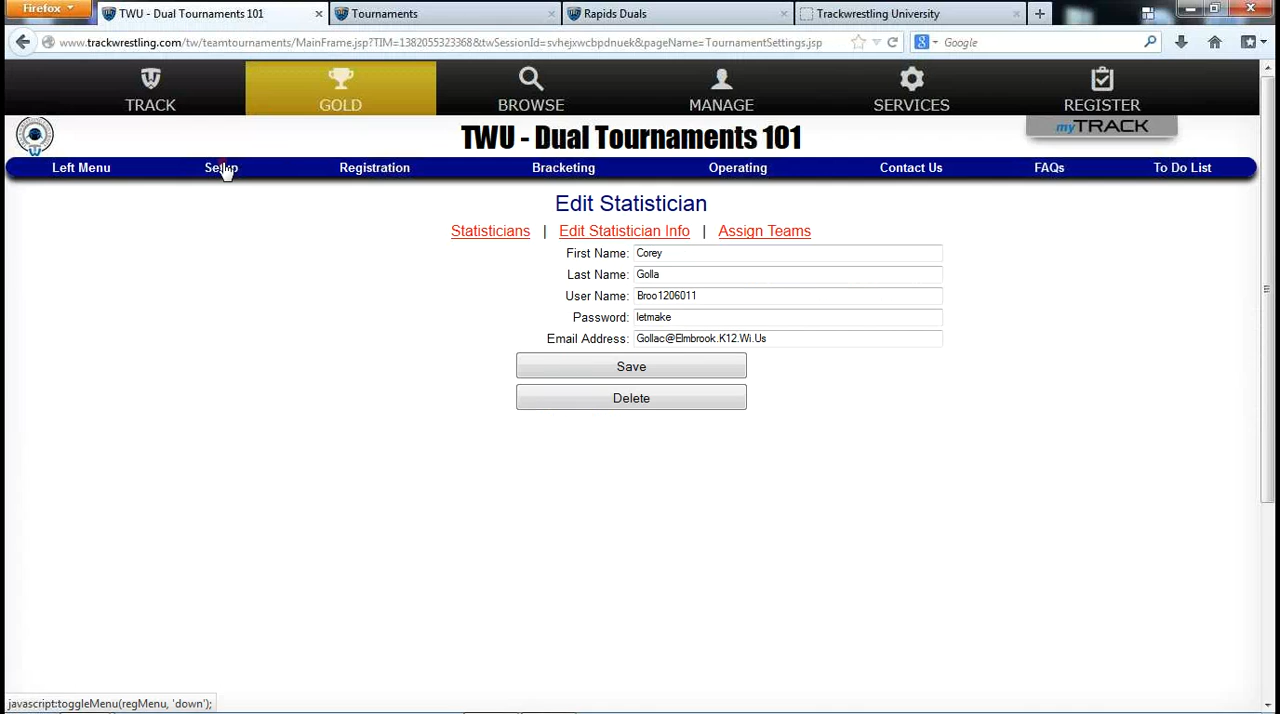 Firefox
TWU - Dual Tournaments 101
Tournaments
Rapids Duals
Trackwrestling University
www.trackwrestling.com/tw/teamtournaments/MainFrame.jsp?TIM=1382055323368&twSessionId=svhejxwcbpdnuek&pageName=TournamentSettings.jsp
Google
TRACK
GOLD
BROWSE
MANAGE
SERVICES
REGISTER
myTRACK
TWU - Dual Tournaments 101
Left Menu
Setup
Registration
Bracketing
Operating
Contact Us
FAQs
To Do List
Edit Statistician
Statisticians | Edit Statistician Info | Assign Teams
First Name: Corey
Last Name: Golla
User Name: Broo1206011
Password: letmake
Email Address: Gollac@Elmbrook.K12.Wi.Us
Save
Delete
javascript:toggleMenu(regMenu, 'down');